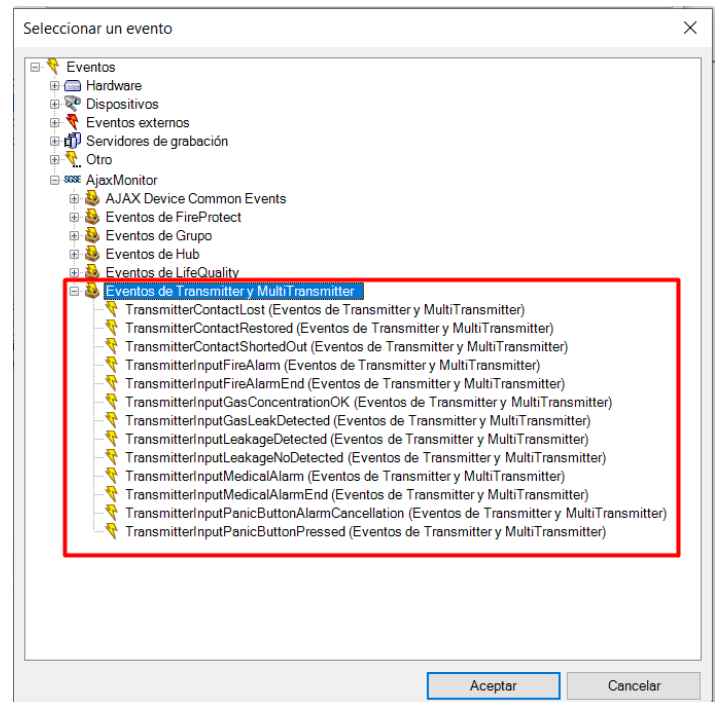 Seleccionar un evento
Eventos
Hardware
Dispositivos
Eventos externos
Servidores de grabación
Otro
SGSE AjaxMonitor
AJAX Device Common Events
Eventos de FireProtect
Eventos de Grupo
Eventos de Hub
Eventos de LifeQuality
Eventos de Transmitter y MultiTransmitter
TransmitterContactLost (Eventos de Transmitter y MultiTransmitter)
TransmitterContactRestored (Eventos de Transmitter y MultiTransmitter)
TransmitterContactShortedOut (Eventos de Transmitter y MultiTransmitter)
TransmitterInputFireAlarm (Eventos de Transmitter y MultiTransmitter)
TransmitterInputFireAlarmEnd (Eventos de Transmitter y MultiTransmitter)
TransmitterInputGasConcentrationOK (Eventos de Transmitter y MultiTransmitter)
TransmitterInputGasLeakDetected (Eventos de Transmitter y MultiTransmitter)
TransmitterInputLeakageDetected (Eventos de Transmitter y MultiTransmitter)
TransmitterInputLeakageNoDetected (Eventos de Transmitter y MultiTransmitter)
TransmitterInputMedicalAlarm (Eventos de Transmitter y MultiTransmitter)
TransmitterInputMedicalAlarmEnd (Eventos de Transmitter y MultiTransmitter)
TransmitterInputPanicButtonAlarmCancellation (Eventos de Transmitter y MultiTransmitter)
TransmitterInputPanicButtonPressed (Eventos de Transmitter y MultiTransmitter)
Aceptar
Cancelar